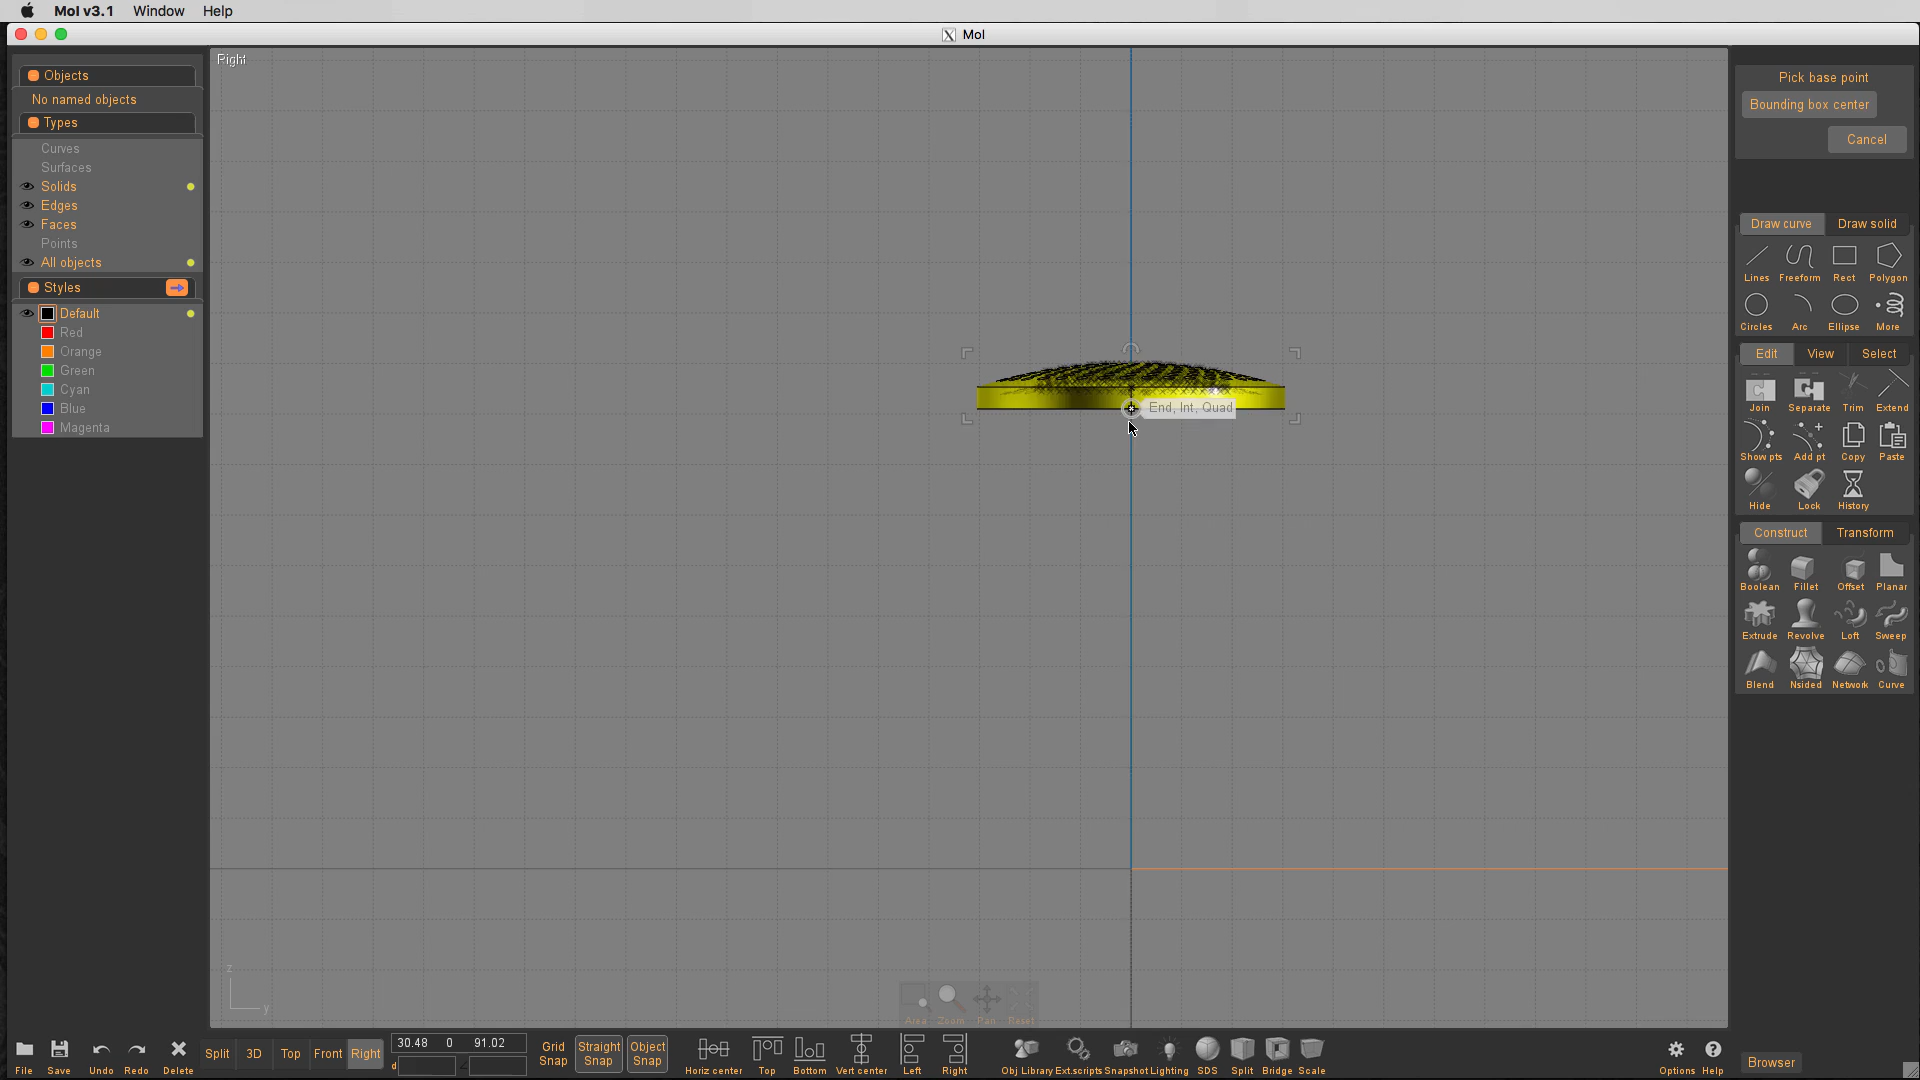 MoI v3.1 Window Help
MoI
Right
Objects
No named objects
Types
Curves
Surfaces
Solids
Edges
Faces
Points
All objects
Styles
Default
Red
Orange
Green
Cyan
Blue
Magenta
End, Int, Quad
z
y
Area Zoom Pan Reset
Pick base point
Bounding box center
Cancel
Draw curve Draw solid
Lines Freeform Rect Polygon
Circles Arc Ellipse More
Edit View Select
Join Separate Trim Extend
Show pts Add pt Copy Paste
Hide Lock History
Construct Transform
Boolean Fillet Offset Planar
Extrude Revolve Loft Sweep
Blend Nsided Network Curve
File Save Undo Redo Delete
Split 3D Top Front Right
30.48 0 91.02
d
Grid Snap
Straight Snap
Object Snap
Horiz center Top Bottom Vert center Left Right
Obj Library Ext.scripts Snapshot Lighting SDS Split Bridge Scale
Options Help
Browser